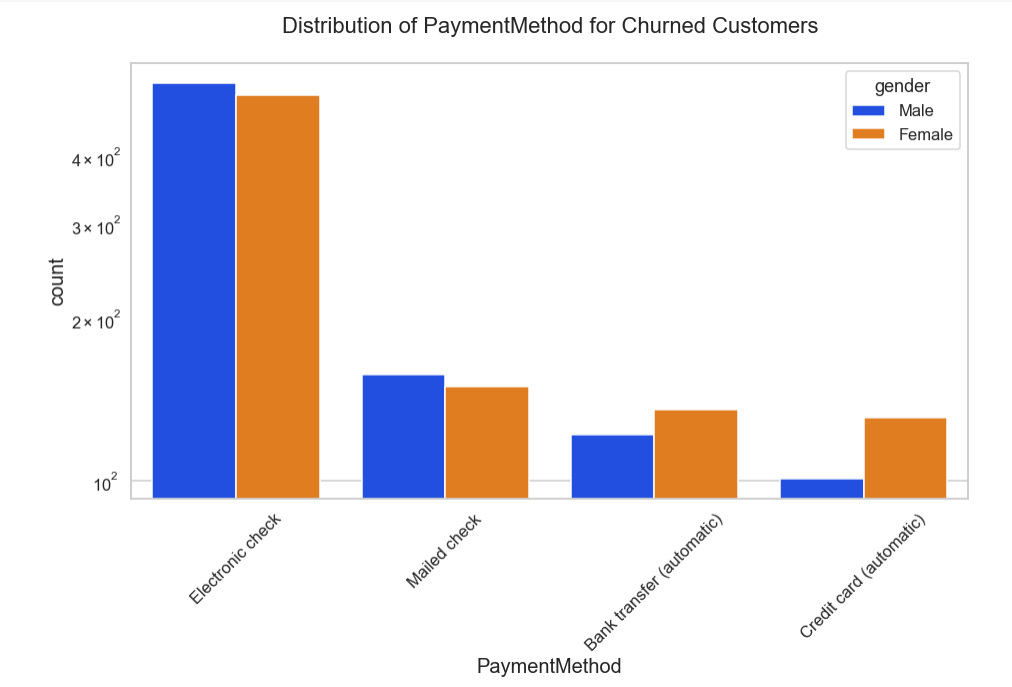 Distribution of PaymentMethod for Churned Customers
gender
Male
Female
4 × 10²
3 × 10²
2 × 10²
10²
count
Electronic check
Mailed check
Bank transfer (automatic)
Credit card (automatic)
PaymentMethod